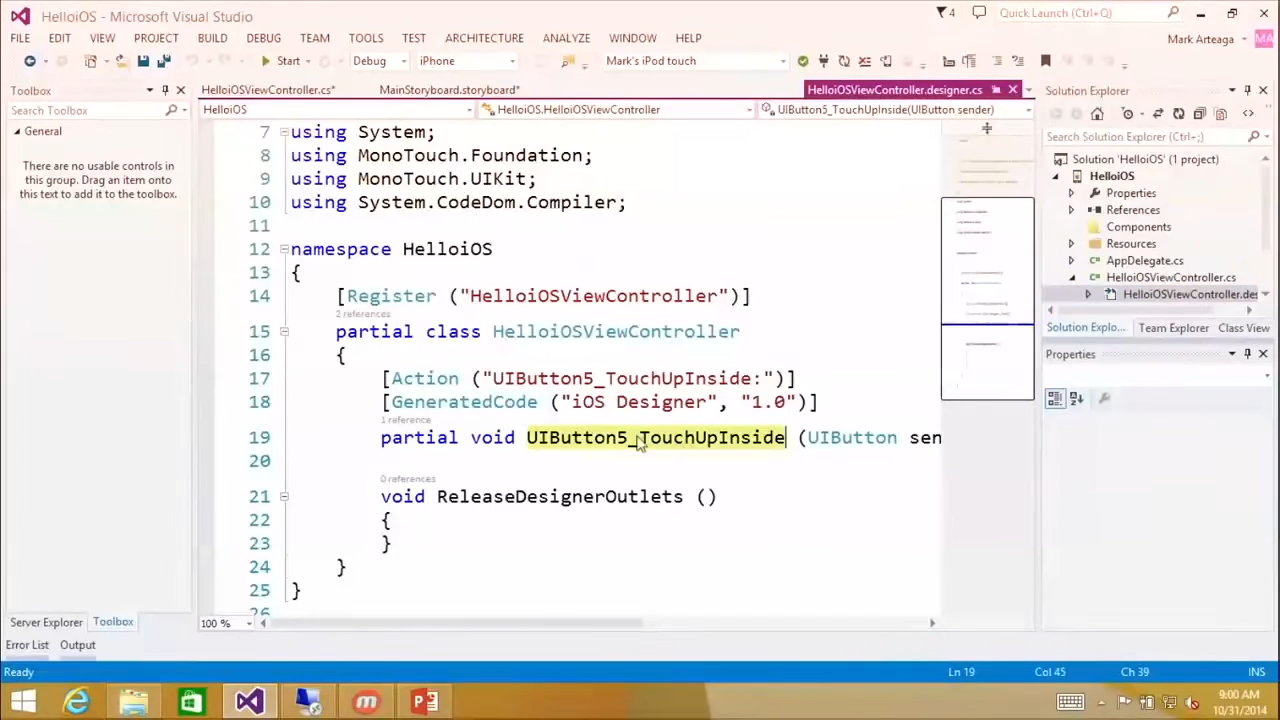 HelloiOS - Microsoft Visual Studio
4
Quick Launch (Ctrl+Q)
FILE EDIT VIEW PROJECT BUILD DEBUG TEAM TOOLS TEST ARCHITECTURE ANALYZE WINDOW HELP
Mark Arteaga
MA
Start Debug iPhone Mark's iPod touch
Toolbox
HelloiOSViewController.cs*
MainStoryboard.storyboard*
HelloiOSViewController.designer.cs
Solution Explorer
Search Toolbox
HelloiOS
HelloiOS.HelloiOSViewController
UIButton5_TouchUpInside(UIButton sender)
General
There are no usable controls in
this group. Drag an item onto
this text to add it to the toolbox.
7 using System;
8 using MonoTouch.Foundation;
9 using MonoTouch.UIKit;
10 using System.CodeDom.Compiler;
11
12 namespace HelloiOS
13 {
14 [Register ("HelloiOSViewController")]
2 references
15 partial class HelloiOSViewController
16 {
17 [Action ("UIButton5_TouchUpInside:")]
18 [GeneratedCode ("iOS Designer", "1.0")]
1 reference
19 partial void UIButton5_TouchUpInside (UIButton sen
20
0 references
21 void ReleaseDesignerOutlets ()
22 {
23 }
24 }
25 }
26
100 %
Search Solution Explorer (Ctrl+;)
Solution 'HelloiOS' (1 project)
HelloiOS
Properties
References
Components
Resources
AppDelegate.cs
HelloiOSViewController.cs
HelloiOSViewController.des
Solution Explo... Team Explorer Class View
Properties
Server Explorer Toolbox
Error List Output
Ready Ln 19 Col 45 Ch 39 INS
9:00 AM
10/31/2014